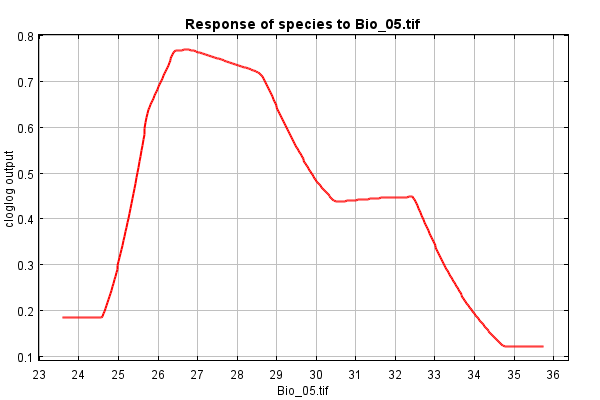 Response of species to Bio_05.tif
0.8
0.7
0.6
0.5
0.4
0.3
0.2
0.1
cloglog output
23 24 25 26 27 28 29 30 31 32 33 34 35 36
Bio_05.tif